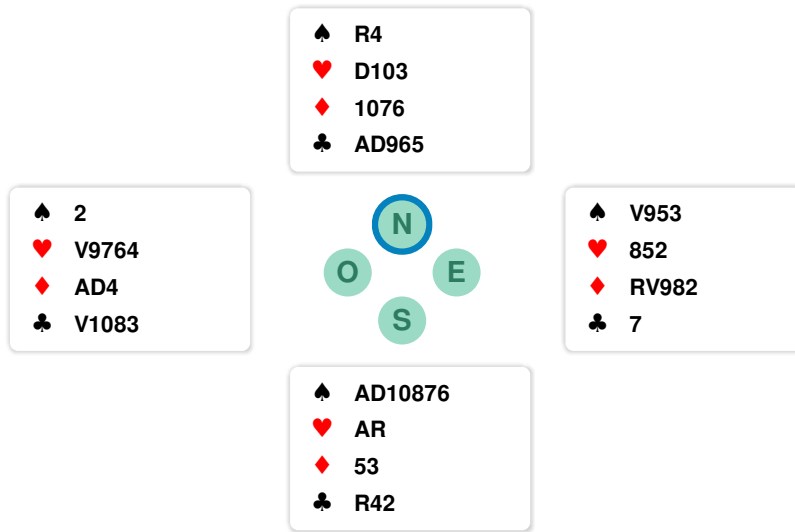 ♠ R4
♥ D103
♦ 1076
♣ AD965
♠ 2
♥ V9764
♦ AD4
♣ V1083
N
O
E
S
♠ V953
♥ 852
♦ RV982
♣ 7
♠ AD10876
♥ AR
♦ 53
♣ R42